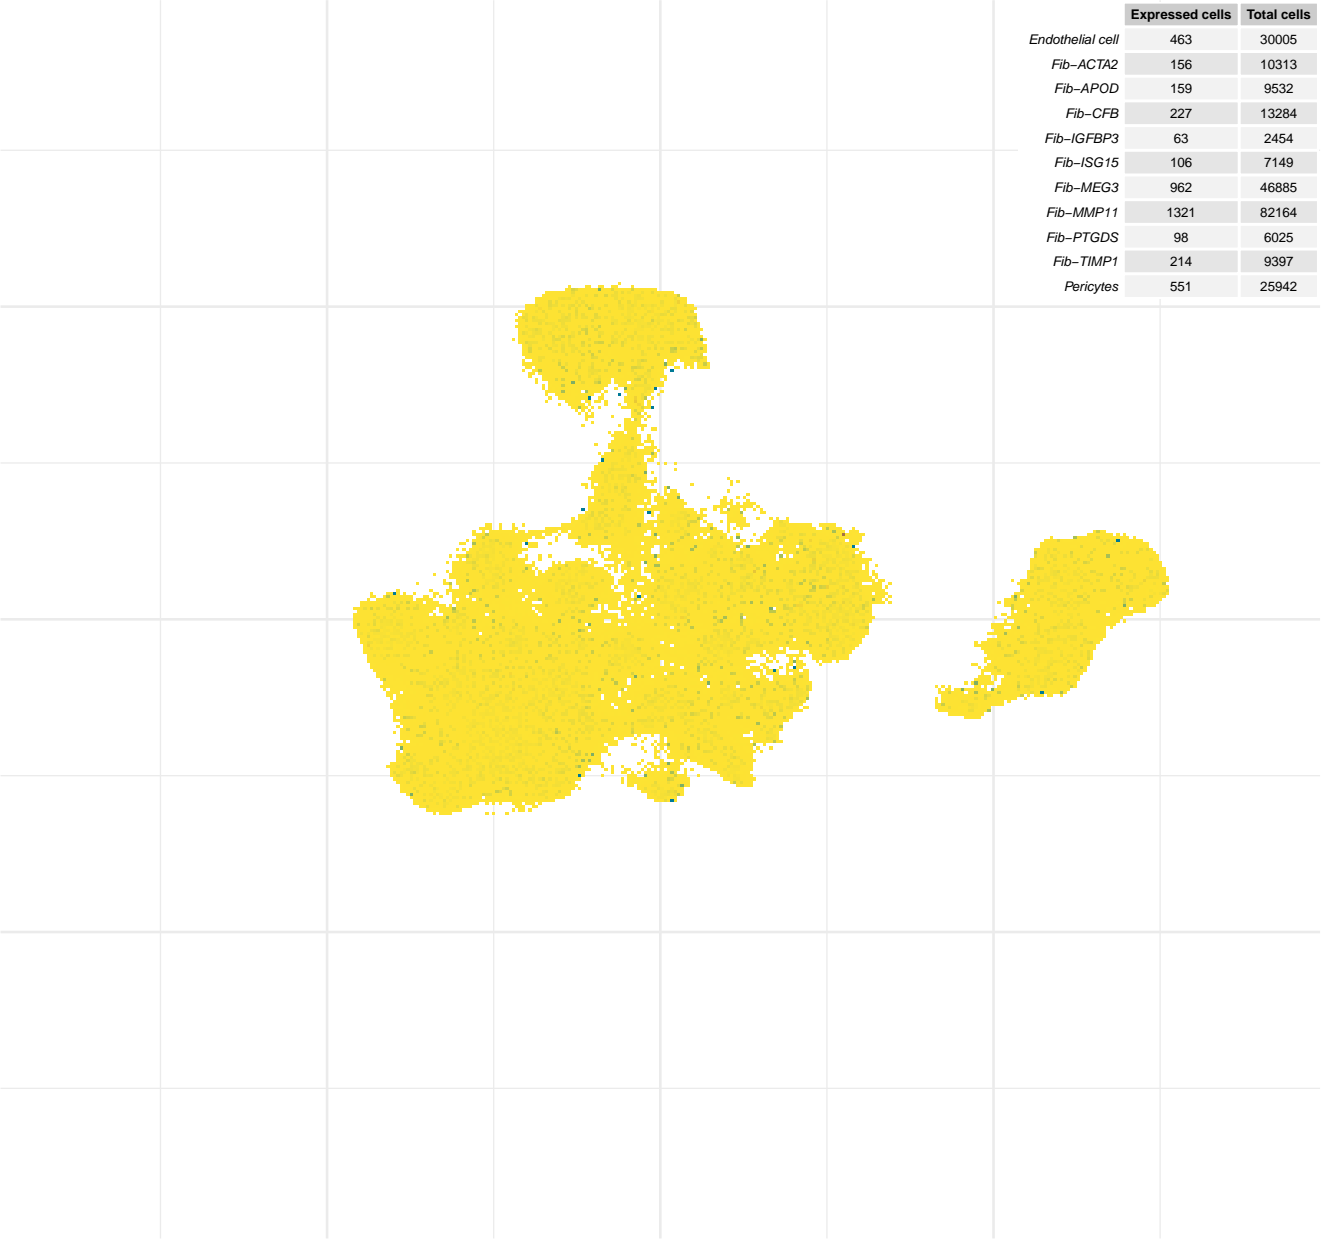 Expressed cells Total cells
Endothelial cell 463 30005
Fib−ACTA2 156 10313
Fib−APOD 159 9532
Fib−CFB 227 13284
Fib−IGFBP3 63 2454
Fib−ISG15 106 7149
Fib−MEG3 962 46885
Fib−MMP11 1321 82164
Fib−PTGDS 98 6025
Fib−TIMP1 214 9397
Pericytes 551 25942